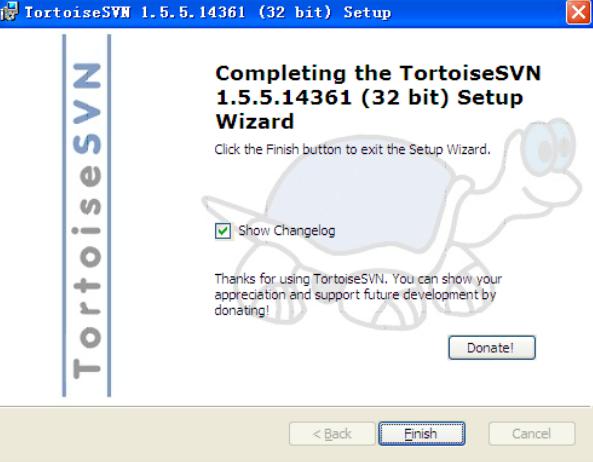 TortoiseSVN 1.5.5.14361 (32 bit) Setup
TortoiseSVN
Completing the TortoiseSVN
1.5.5.14361 (32 bit) Setup
Wizard
Click the Finish button to exit the Setup Wizard.
Show Changelog
Thanks for using TortoiseSVN. You can show your
appreciation and support future development by
donating!
Donate!
< Back
Finish
Cancel